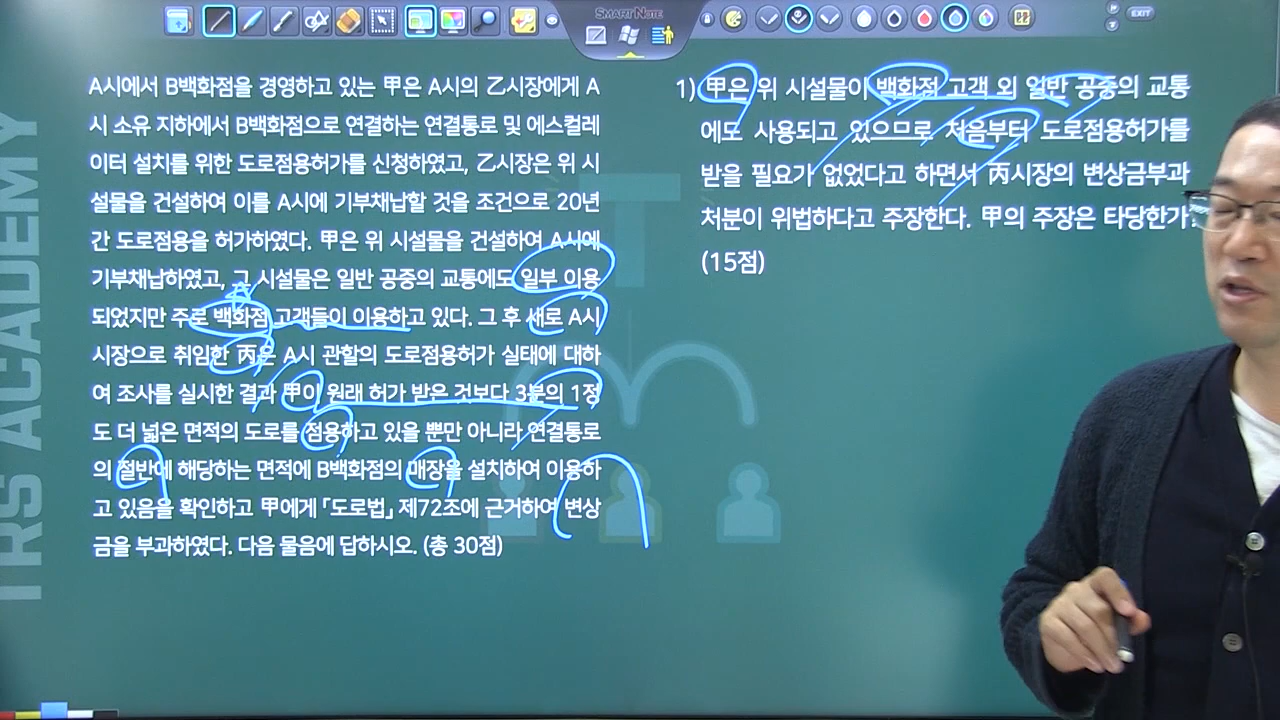 SMART NOTE
EXIT
A시에서 B백화점을 경영하고 있는 甲은 A시의 乙시장에게 A
시 소유 지하에서 B백화점으로 연결하는 연결통로 및 에스컬레
이터 설치를 위한 도로점용허가를 신청하였고, 乙시장은 위 시
설물을 건설하여 이를 A시에 기부채납할 것을 조건으로 20년
간 도로점용을 허가하였다. 甲은 위 시설물을 건설하여 A시에
기부채납하였고, 그 시설물은 일반 공중의 교통에도 일부 이용
되었지만 주로 백화점 고객들이 이용하고 있다. 그 후 새로 A시
시장으로 취임한 丙은 A시 관할의 도로점용허가 실태에 대하
여 조사를 실시한 결과 甲이 원래 허가 받은 것보다 3분의 1정
도 더 넓은 면적의 도로를 점용하고 있을 뿐만 아니라 연결통로
의 절반에 해당하는 면적에 B백화점의 매장을 설치하여 이용하
고 있음을 확인하고 甲에게 「도로법」 제72조에 근거하여 변상
금을 부과하였다. 다음 물음에 답하시오. (총 30점)
1) 甲은 위 시설물이 백화점 고객 외 일반 공중의 교통
에도 사용되고 있으므로 처음부터 도로점용허가를
받을 필요가 없었다고 하면서 丙시장의 변상금부과
처분이 위법하다고 주장한다. 甲의 주장은 타당한가?
(15점)
TRS ACADEMY